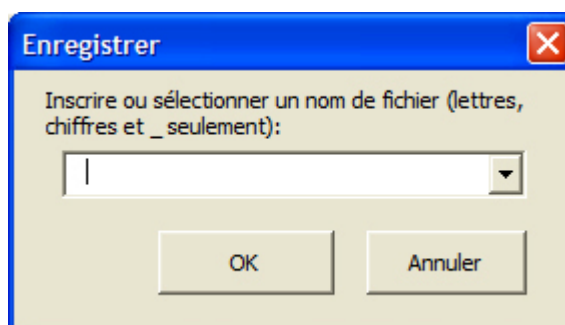 Enregistrer
Inscrire ou sélectionner un nom de fichier (lettres,
chiffres et _ seulement):
OK
Annuler